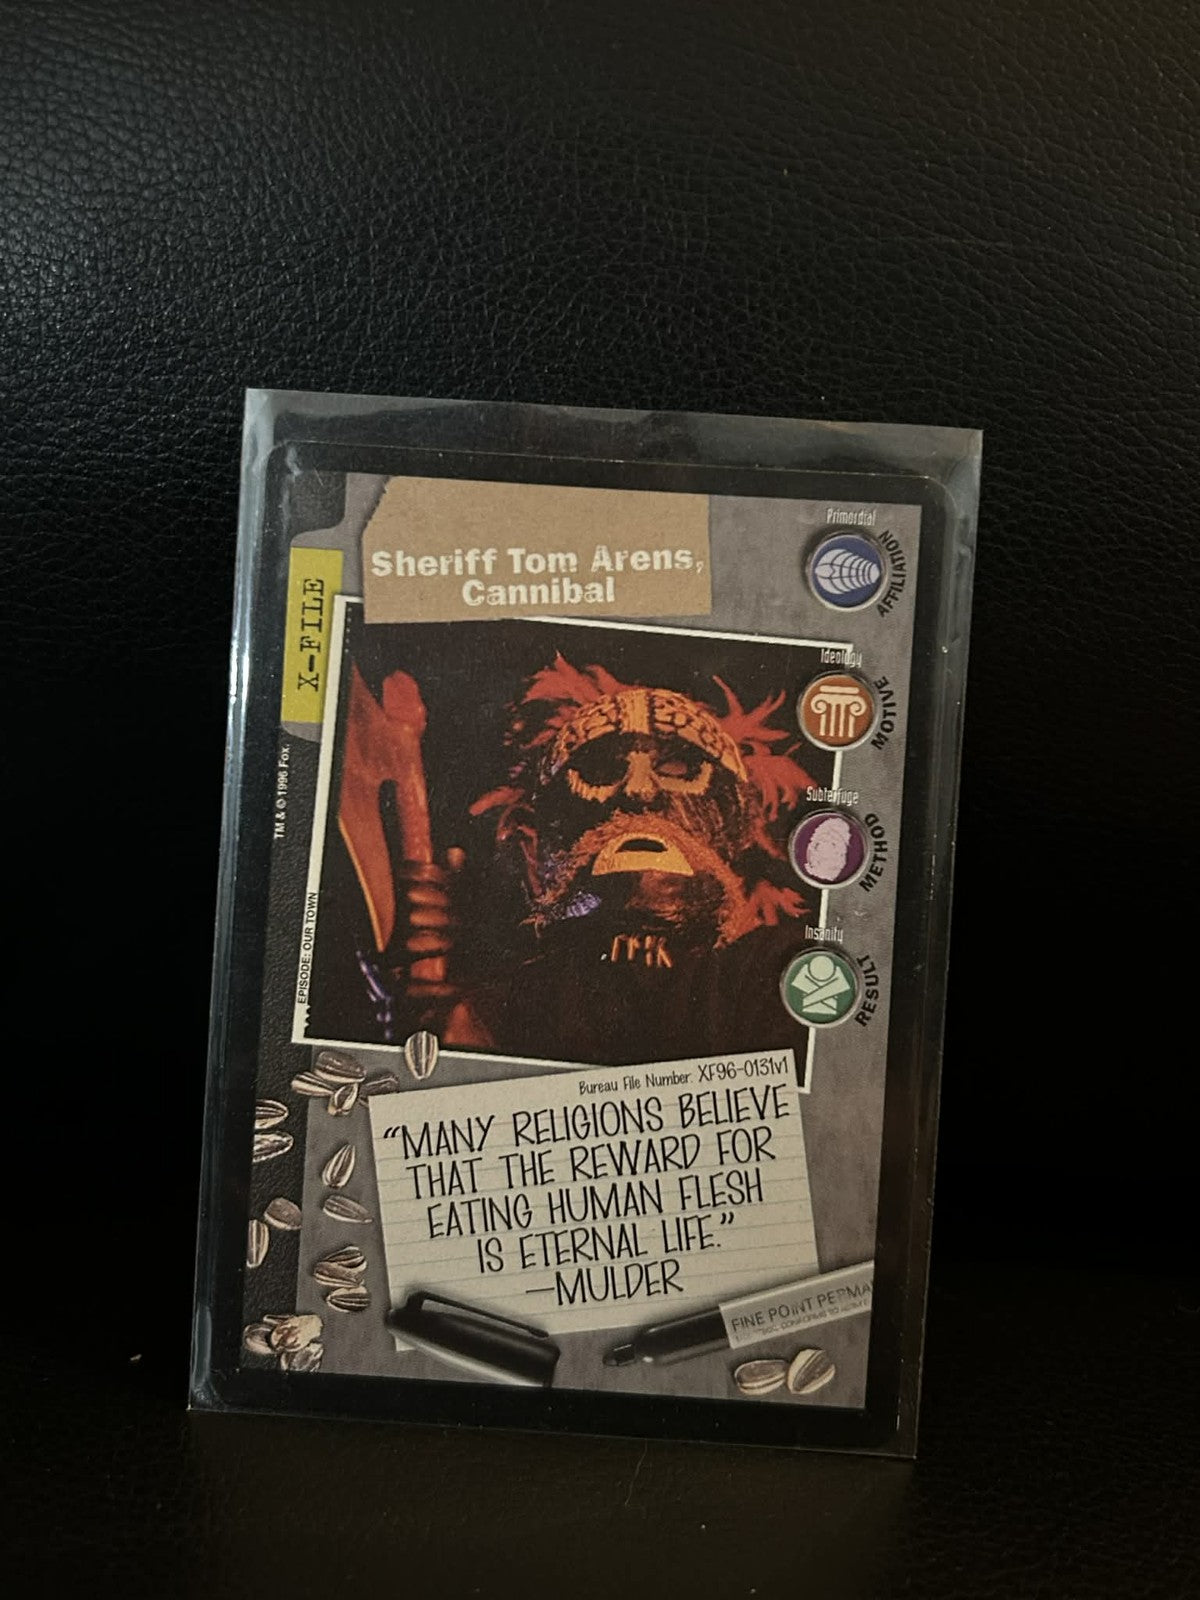 Sheriff Tom Arens,
Cannibal
X-FILE
TM & © 1996 Fox.
EPISODE: OUR TOWN
Primordial
AFFILIATION
Ideology
MOTIVE
Subterfuge
METHOD
Insanity
RESULT
Bureau File Number: XF96-0131v1
“MANY RELIGIONS BELIEVE
THAT THE REWARD FOR
EATING HUMAN FLESH
IS ETERNAL LIFE.”
—MULDER
FINE POINT PERMA